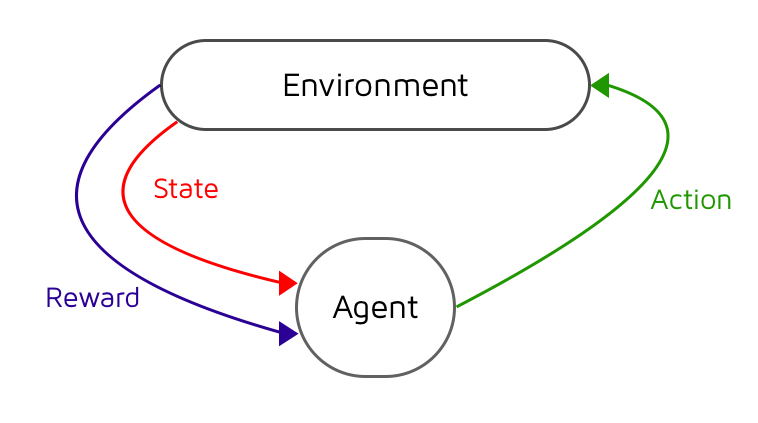 Environment
State
Action
Reward
Agent